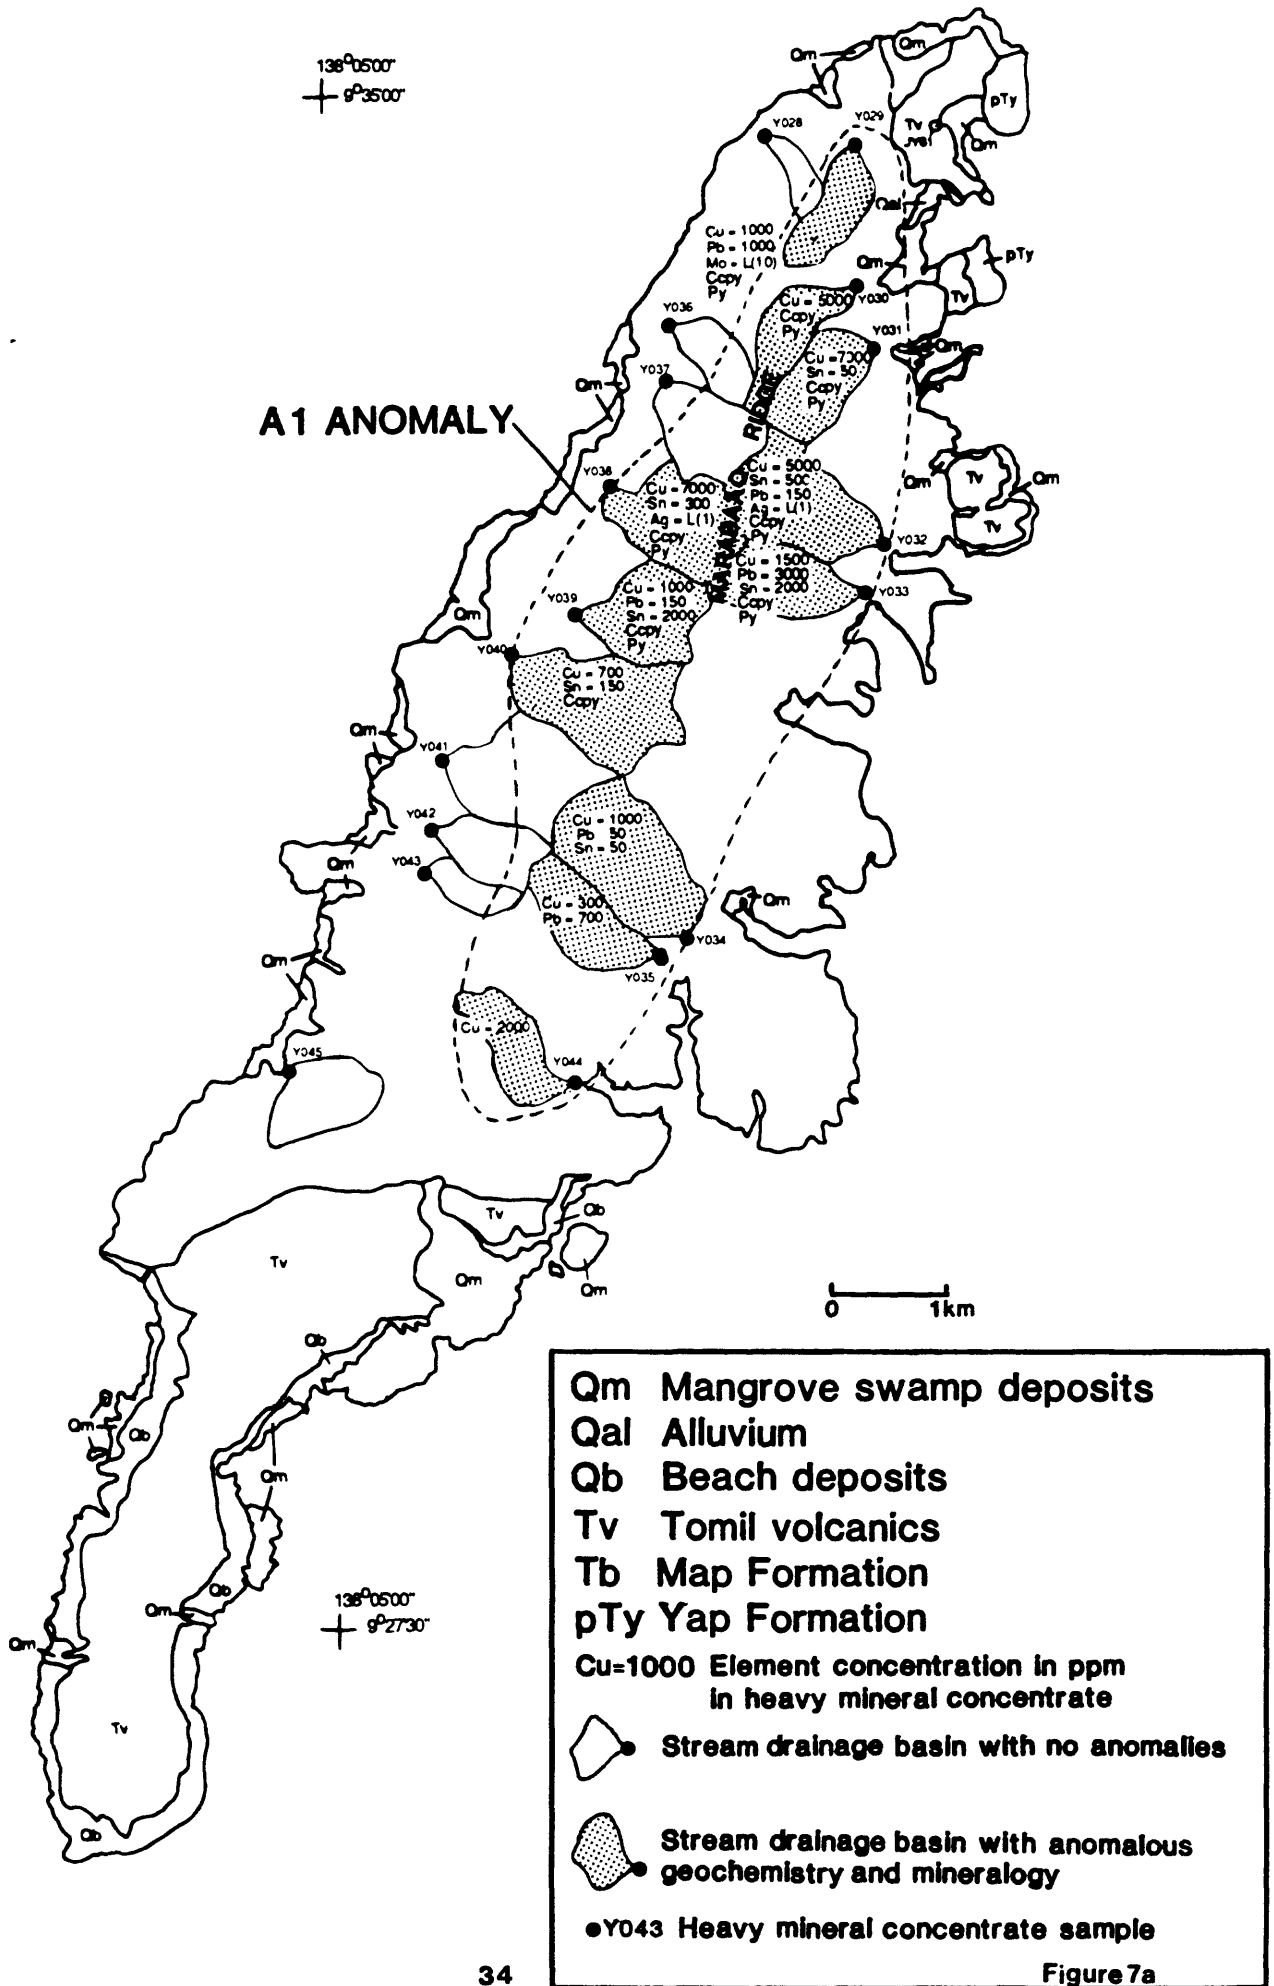 138°05'00"
9°35'00"
Qm
Qm
pTy
Y028
Y029
Tv
Qm
Qal
Cu = 1000
Pb = 1000
Mo = L(10)
Ccpy
Py
Qm
pTy
Tv
Y030
Cu = 5000
Ccpy
Py
Y036
Y031
Qm
Cu = 7000
Sn = 50
Ccpy
Py
Y037
Qm
A1 ANOMALY
RIDGE
Y038
Cu = 7000
Sn = 300
Ag = L(1)
Ccpy
Py
Cu = 5000
Sn = 500
Pb = 150
Ag = L(1)
Ccpy
Py
Qm
Tv
Qm
Tv
Y032
Cu = 1500
Pb = 3000
Sn = 2000
Ccpy
Py
Y033
Y039
Cu = 1000
Pb = 150
Sn = 2000
Ccpy
Py
Qm
Y040
Cu = 700
Sn = 150
Ccpy
Qm
Y041
Y042
Cu = 1000
Pb 50
Sn = 50
Y043
Qm
Cu = 300
Pb = 700
Qm
Y034
Y035
Qm
Cu = 2000
Y044
Y045
Tv
Qb
Tv
Qm
Qm
0 1km
Qb
Qm
Qb
Qm
Qb
Qm
138°05'00"
9°27'30"
Qm
Tv
Qb
Qm Mangrove swamp deposits
Qal Alluvium
Qb Beach deposits
Tv Tomil volcanics
Tb Map Formation
pTy Yap Formation
Cu=1000 Element concentration in ppm
in heavy mineral concentrate
Stream drainage basin with no anomalies
Stream drainage basin with anomalous
geochemistry and mineralogy
Y043 Heavy mineral concentrate sample
34
Figure 7a